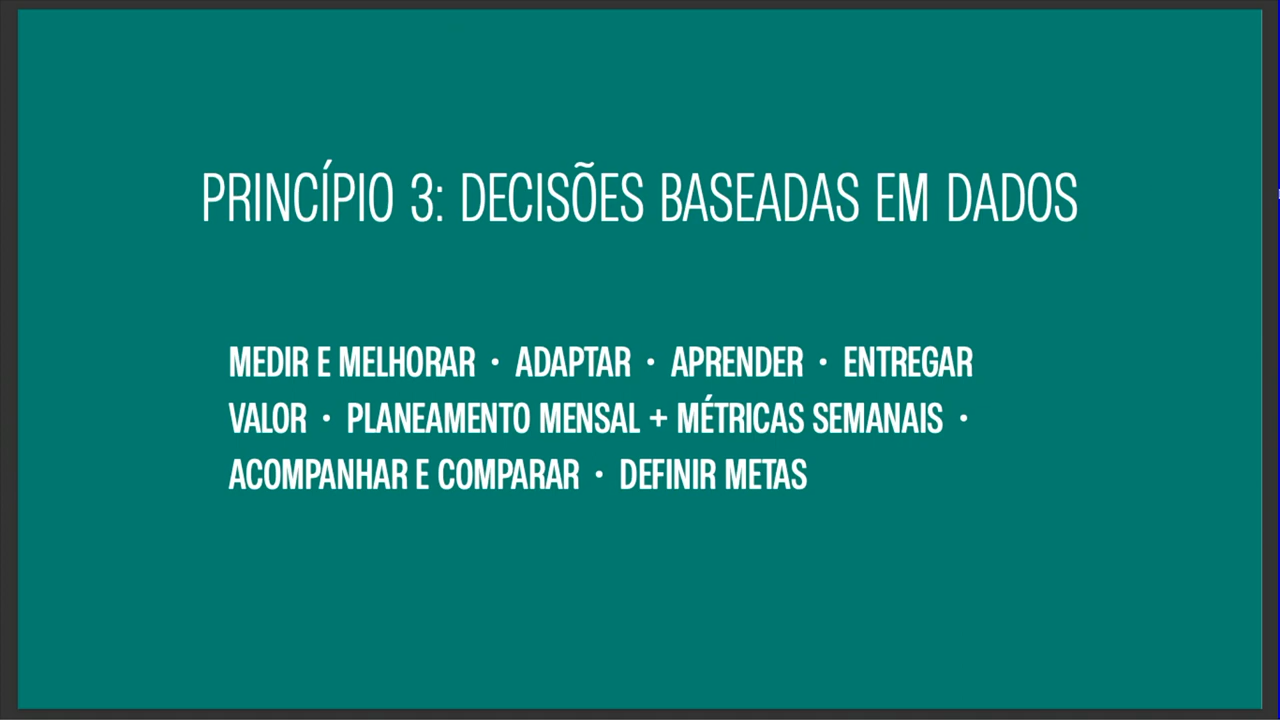 PRINCÍPIO 3: DECISÕES BASEADAS EM DADOS
MEDIR E MELHORAR · ADAPTAR · APRENDER · ENTREGAR
VALOR · PLANEAMENTO MENSAL + MÉTRICAS SEMANAIS ·
ACOMPANHAR E COMPARAR · DEFINIR METAS